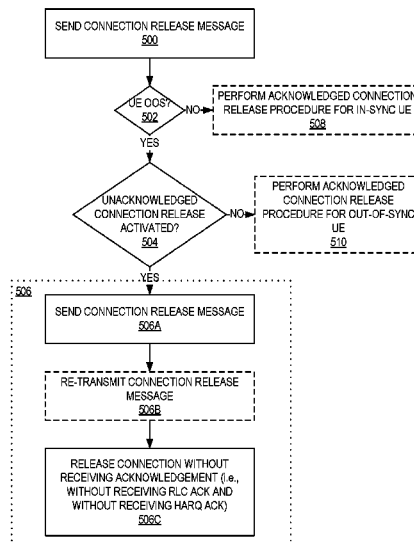 SEND CONNECTION RELEASE MESSAGE
500
UE OOS?
502
NO
PERFORM ACKNOWLEDGED CONNECTION
RELEASE PROCEDURE FOR IN-SYNC UE
508
YES
UNACKNOWLEDGED
CONNECTION RELEASE
ACTIVATED?
504
NO
PERFORM ACKNOWLEDGED
CONNECTION RELEASE
PROCEDURE FOR OUT-OF-SYNC
UE
510
YES
506
SEND CONNECTION RELEASE MESSAGE
506A
RE-TRANSMIT CONNECTION RELEASE
MESSAGE
506B
RELEASE CONNECTION WITHOUT
RECEIVING ACKNOWLEDGEMENT (i.e.,
WITHOUT RECEIVING RLC ACK AND
WITHOUT RECEIVING HARQ ACK)
506C